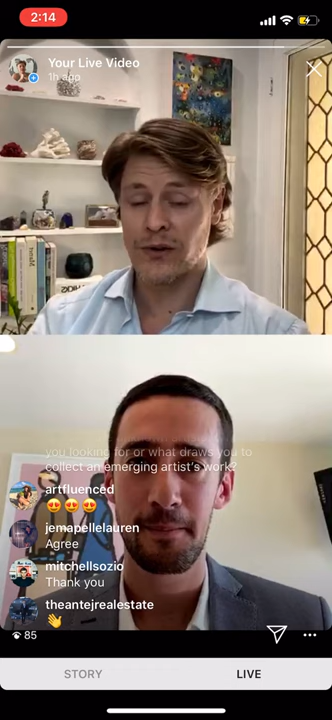 2:14
Your Live Video
1h ago
you looking for or what draws you to
collect an emerging artist's work?
artfluenced
😍😍😍
jemapellelauren
Agree
mitchellsozio
Thank you
theantejrealestate
👋
85
STORY
LIVE